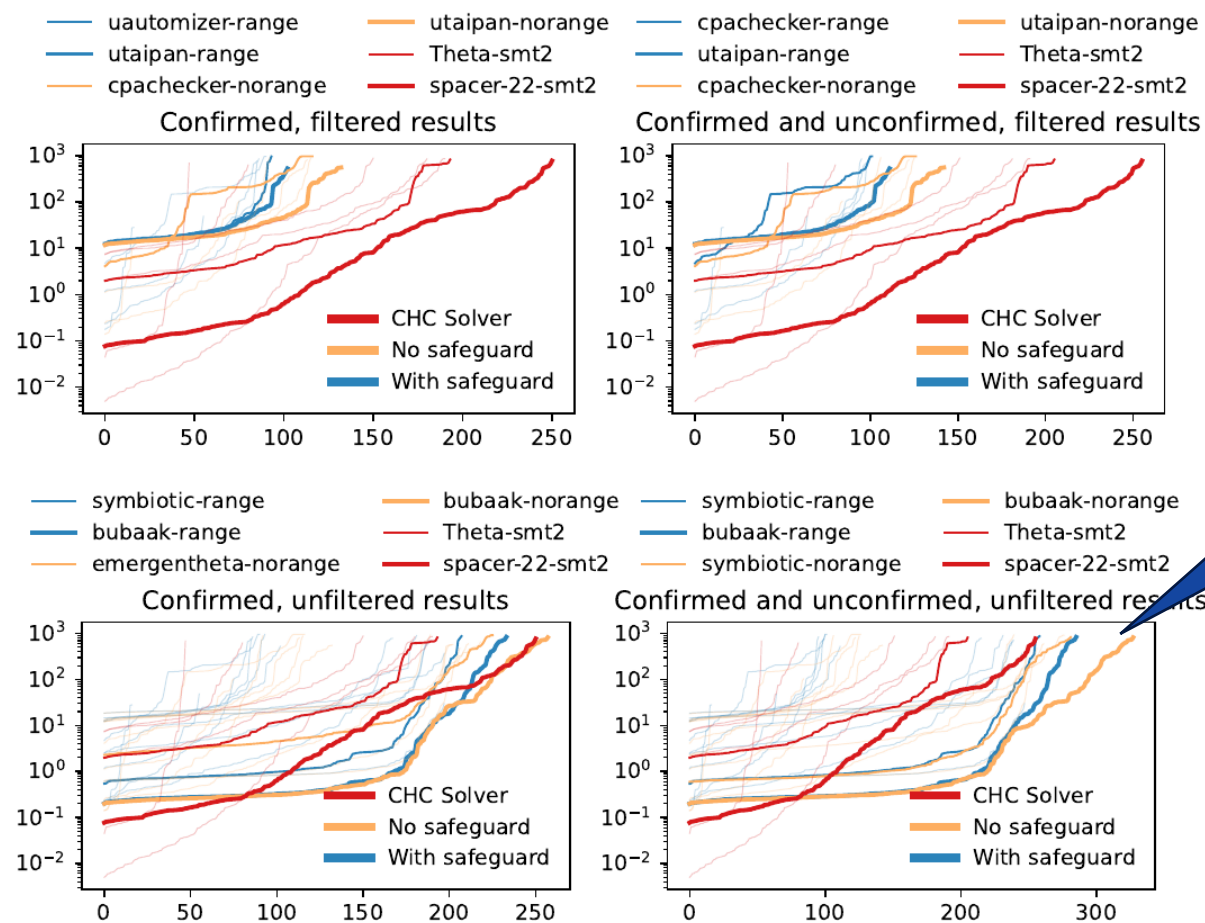 uautomizer-range utaipan-norange cpachecker-range utaipan-norange
utaipan-range Theta-smt2 utaipan-range Theta-smt2
cpachecker-norange spacer-22-smt2 cpachecker-norange spacer-22-smt2
Confirmed, filtered results
10³
10²
10¹
10⁰
10⁻¹
10⁻²
CHC Solver
No safeguard
With safeguard
0 50 100 150 200 250
Confirmed and unconfirmed, filtered results
10³
10²
10¹
10⁰
10⁻¹
10⁻²
CHC Solver
No safeguard
With safeguard
0 50 100 150 200 250
symbiotic-range bubaak-norange symbiotic-range bubaak-norange
bubaak-range Theta-smt2 bubaak-range Theta-smt2
emergentheta-norange spacer-22-smt2 symbiotic-norange spacer-22-smt2
Confirmed, unfiltered results
10³
10²
10¹
10⁰
10⁻¹
10⁻²
CHC Solver
No safeguard
With safeguard
0 50 100 150 200 250
Confirmed and unconfirmed, unfiltered results
10³
10²
10¹
10⁰
10⁻¹
10⁻²
CHC Solver
No safeguard
With safeguard
0 100 200 300